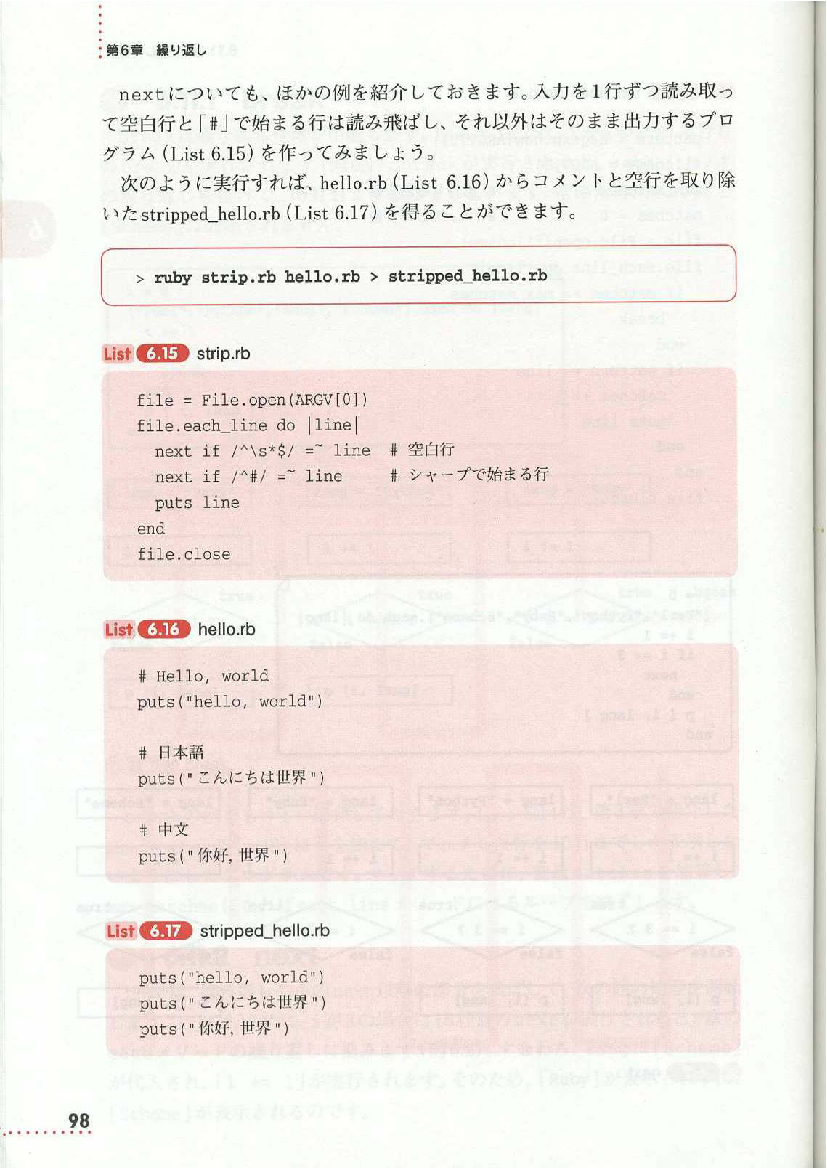 第6章 繰り返し
nextについても、ほかの例を紹介しておきます。入力を1行ずつ読み取っ
て空白行と「#」で始まる行は読み飛ばし、それ以外はそのまま出力するプロ
グラム（List 6.15）を作ってみましょう。
次のように実行すれば、hello.rb（List 6.16）からコメントと空行を取り除
いたstripped_hello.rb（List 6.17）を得ることができます。
> ruby strip.rb hello.rb > stripped_hello.rb
List 6.15 strip.rb
file = File.open(ARGV[0])
file.each_line do |line|
  next if /^\s*$/ =~ line  # 空白行
  next if /^#/ =~ line     # シャープで始まる行
  puts line
end
file.close
List 6.16 hello.rb
# Hello, world
puts("hello, world")
# 日本語
puts("こんにちは世界")
# 中文
puts("你好, 世界")
List 6.17 stripped_hello.rb
puts("hello, world")
puts("こんにちは世界")
puts("你好, 世界")
98